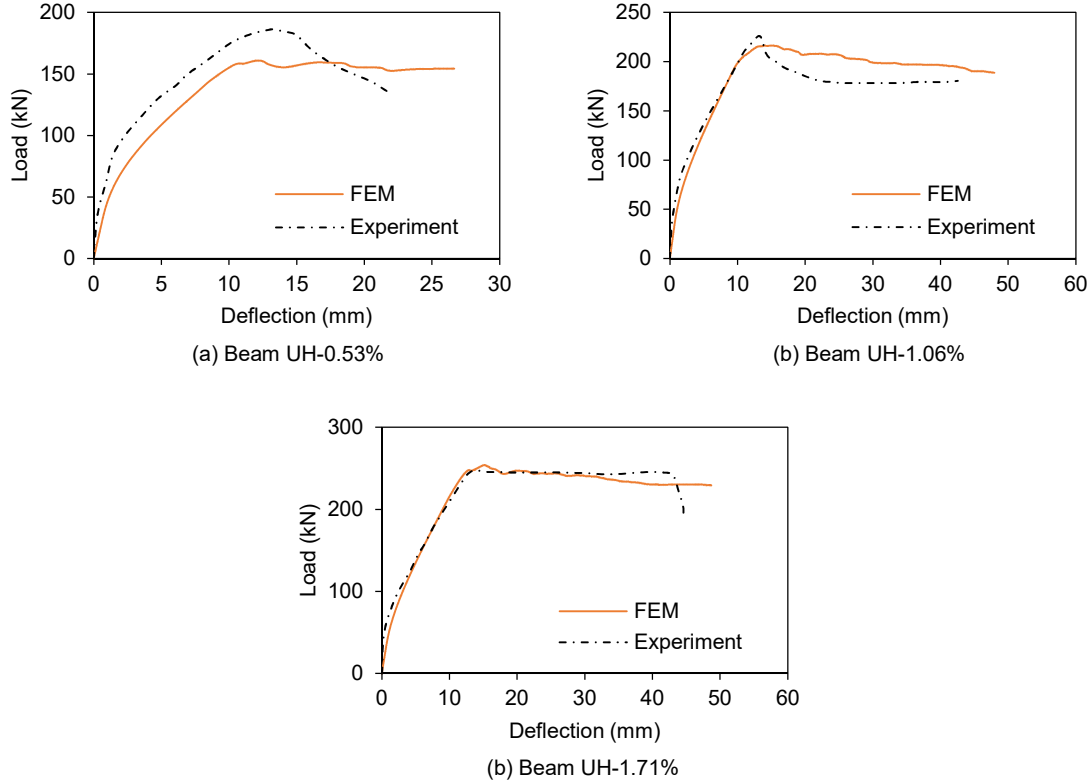 200
150
100
50
0
Load (kN)
FEM
Experiment
0 5 10 15 20 25 30
Deflection (mm)
(a) Beam UH-0.53%
250
200
150
100
50
0
Load (kN)
FEM
Experiment
0 10 20 30 40 50 60
Deflection (mm)
(b) Beam UH-1.06%
300
200
100
0
Load (kN)
FEM
Experiment
0 10 20 30 40 50 60
Deflection (mm)
(b) Beam UH-1.71%